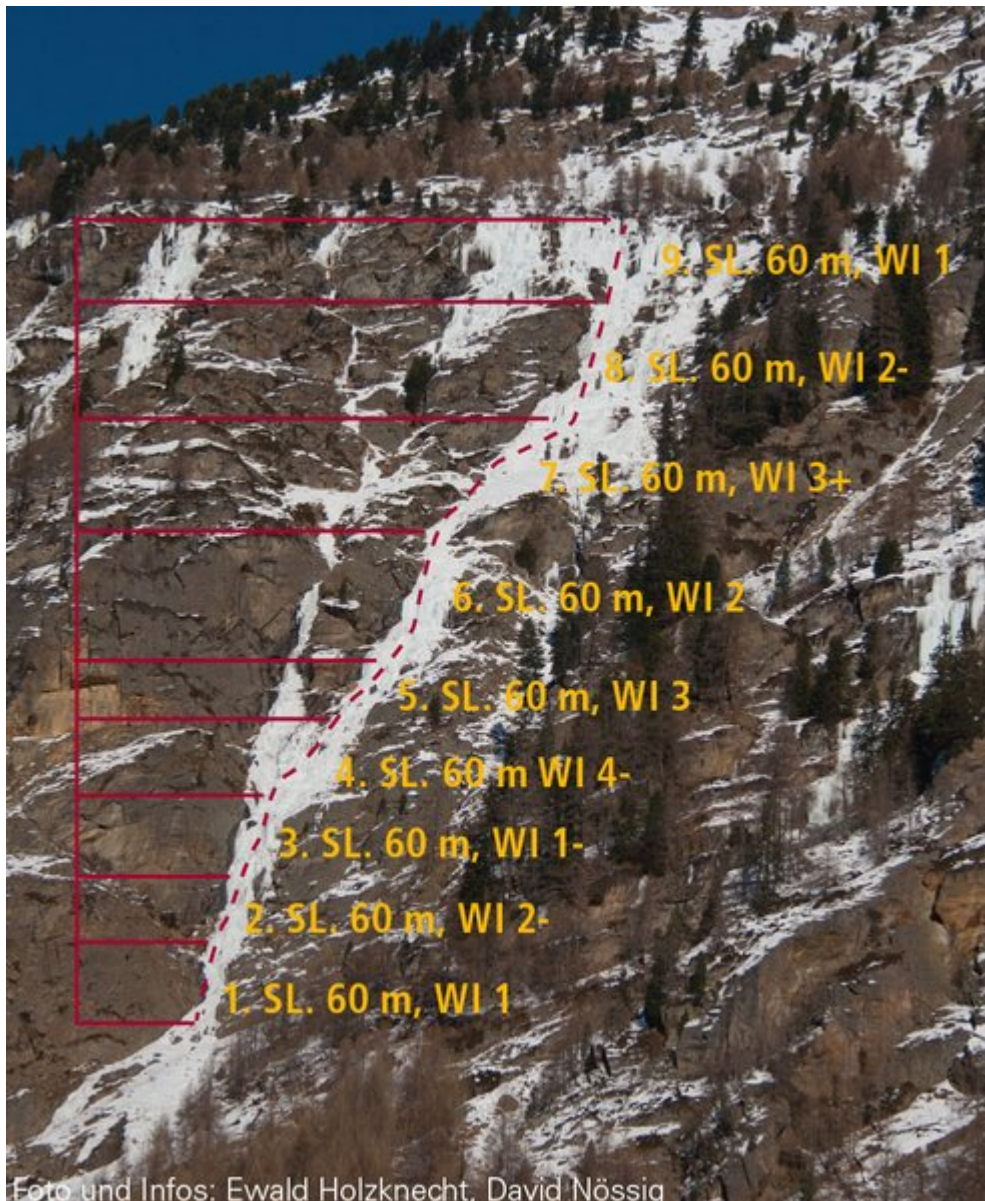 9. SL. 60 m, WI 1
8. SL. 60 m, WI 2-
7. SL. 60 m, WI 3+
6. SL. 60 m, WI 2
5. SL. 60 m, WI 3
4. SL. 60 m WI 4-
3. SL. 60 m, WI 1-
2. SL. 60 m, WI 2-
1. SL. 60 m, WI 1
Foto und Infos: Ewald Holzknecht, David Nössig